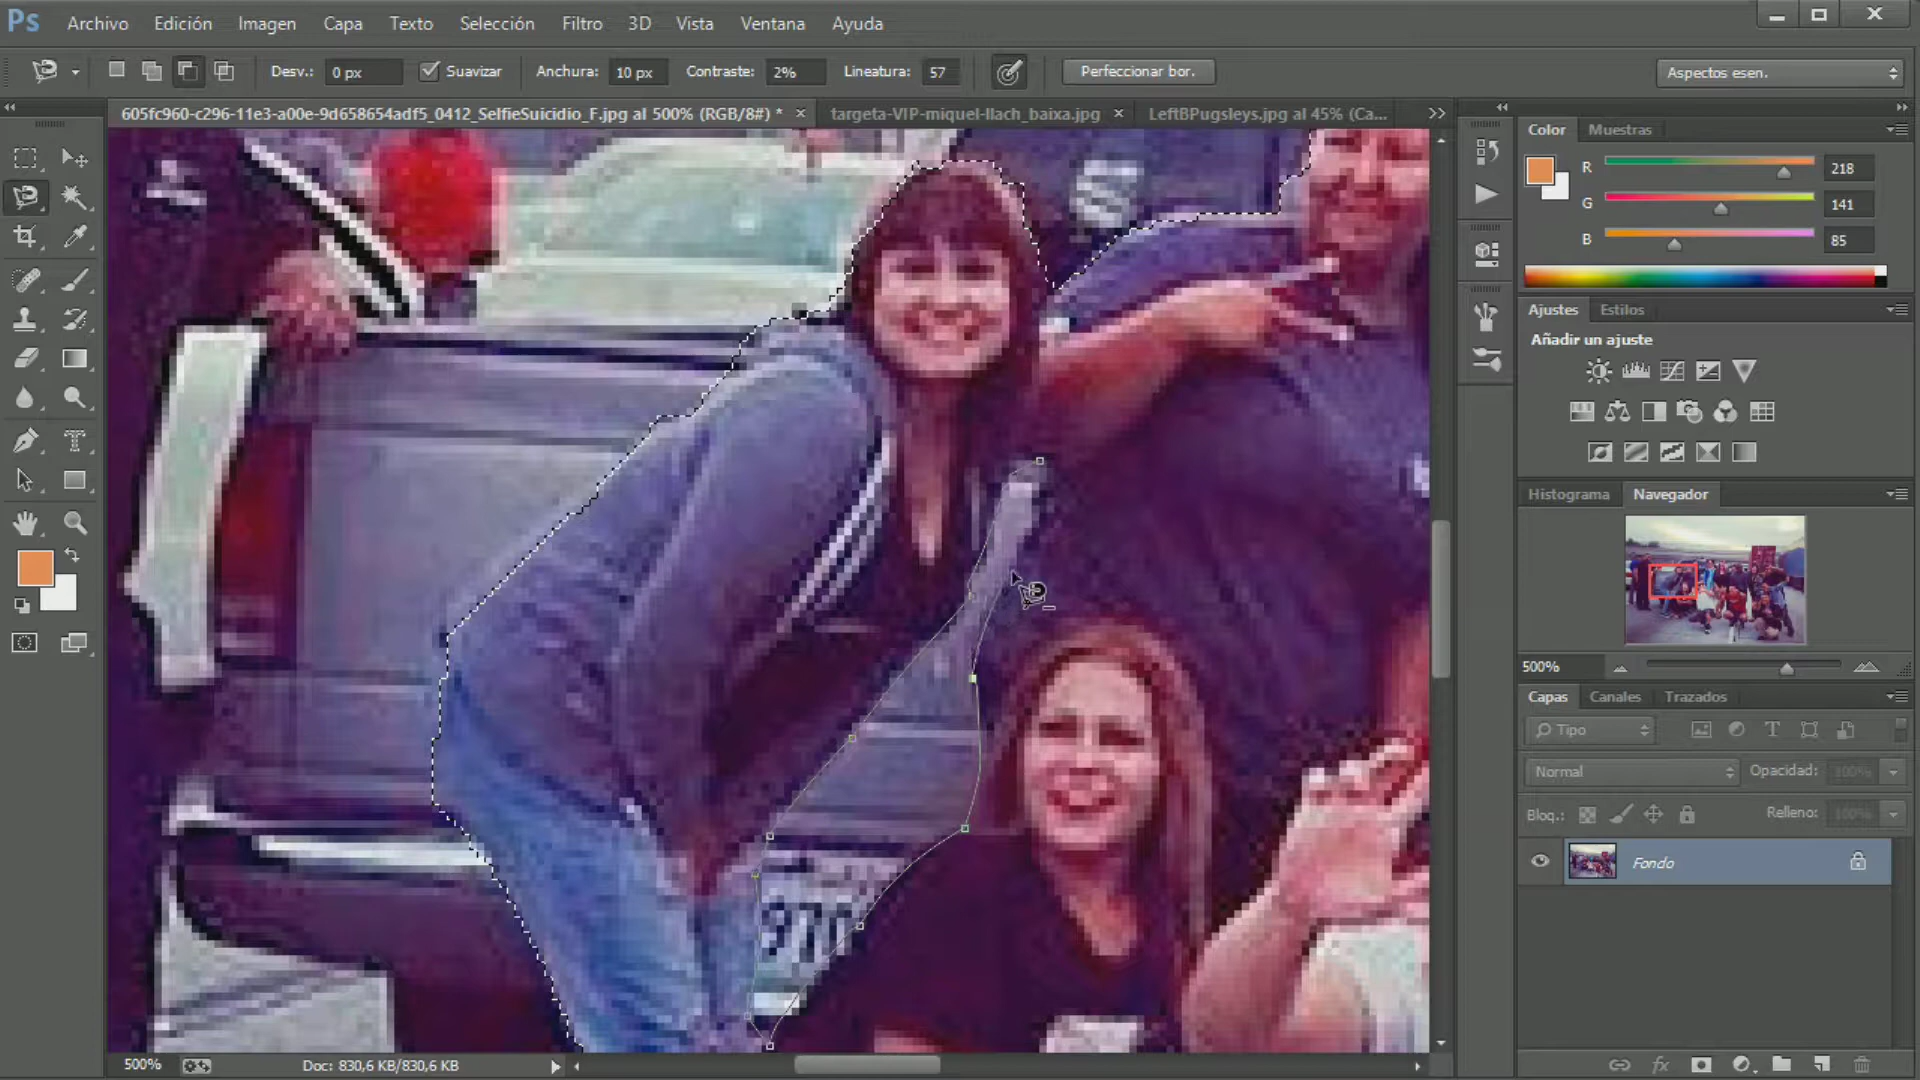 Ps Archivo Edición Imagen Capa Texto Selección Filtro 3D Vista Ventana Ayuda
Desv.: 0 px Suavizar Anchura: 10 px Contraste: 2% Lineatura: 57 Perfeccionar bor. Aspectos esen.
605fc960-c296-11e3-a00e-9d658654adf5_0412_SelfieSuicidio_F.jpg al 500% (RGB/8#) * × targeta-VIP-miquel-llach_baixa.jpg × LeftBPugsleys.jpg al 45% (Ca...
Color Muestras
R 218
G 141
B 85
Ajustes Estilos
Añadir un ajuste
Histograma Navegador
500%
Capas Canales Trazados
Tipo
Normal Opacidad: 100%
Bloq.: Relleno: 100%
Fondo
970
500% Doc: 830,6 KB/830,6 KB
fx